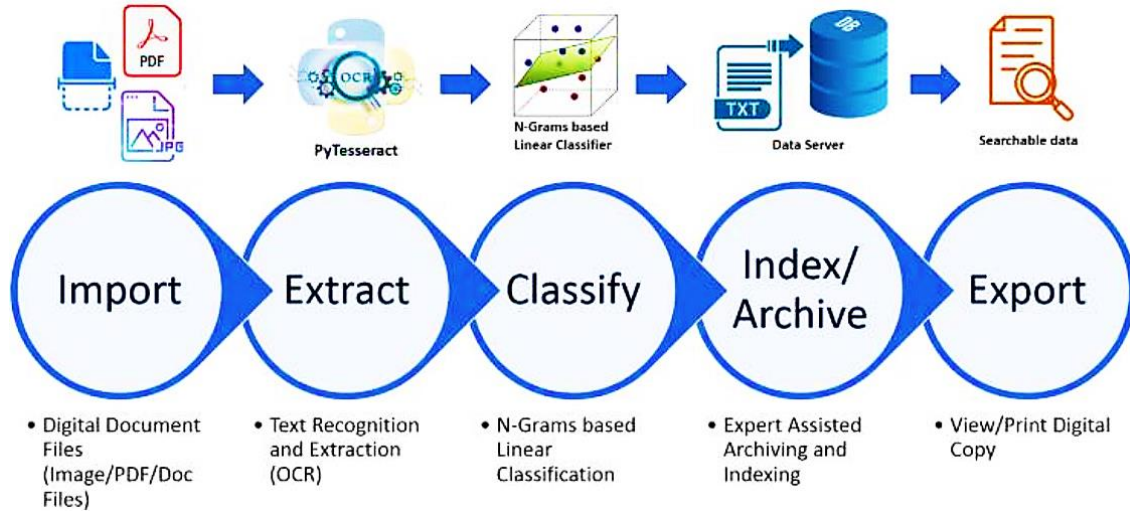 PDF
JPG
OCR
PyTesseract
N-Grams based
Linear Classifier
TXT
DB
Data Server
Searchable data
Import
Extract
Classify
Index/
Archive
Export
• Digital Document
Files
(Image/PDF/Doc
Files)
• Text Recognition
and Extraction
(OCR)
• N-Grams based
Linear
Classification
• Expert Assisted
Archiving and
Indexing
• View/Print Digital
Copy